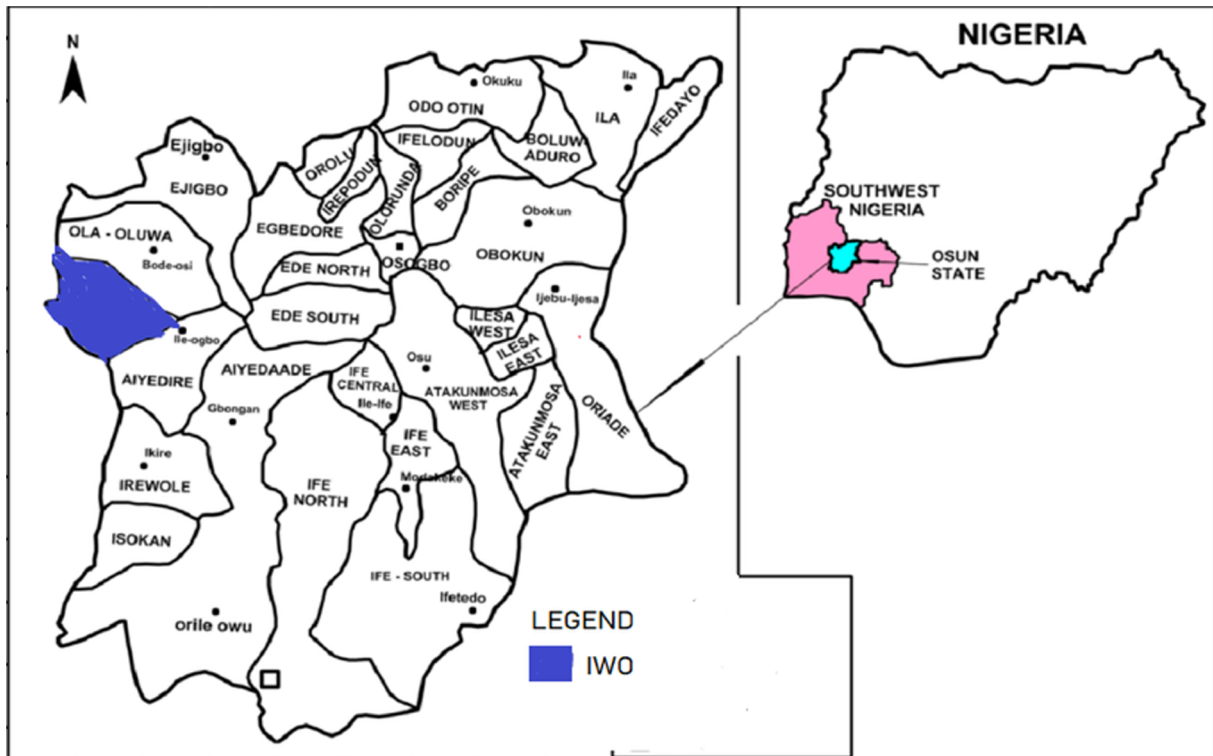 N
NIGERIA
Okuku
ODO OTIN
Ila
ILA
IFEDAYO
IFELODUN
BOLUW
ADURO
Ejigbo
EJIGBO
OROLU
IREPODUN
OLORUNDA
BORIPE
OLA - OLUWA
Bode-osi
EGBEDORE
Obokun
OBOKUN
EDE NORTH
OSOGBO
EDE SOUTH
Ijebu-Ijesa
ILESA
WEST
ILESA
EAST
Ile-ogbo
AIYEDIRE
AIYEDAADE
Gbongan
IFE
CENTRAL
Ile-Ife
Osu
ATAKUNMOSA
WEST
ATAKUNMOSA
EAST
ORIADE
IFE
EAST
Modakeke
Ikire
IREWOLE
IFE
NORTH
ISOKAN
IFE - SOUTH
Ifetedo
orile owu
SOUTHWEST
NIGERIA
OSUN
STATE
LEGEND
IWO